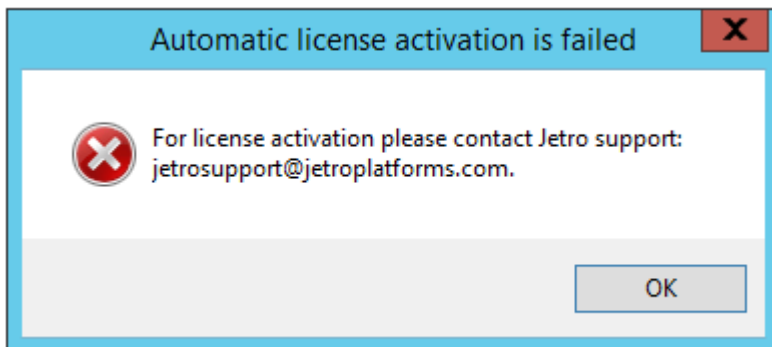 Automatic license activation is failed
For license activation please contact Jetro support:
jetrosupport@jetroplatforms.com.
OK